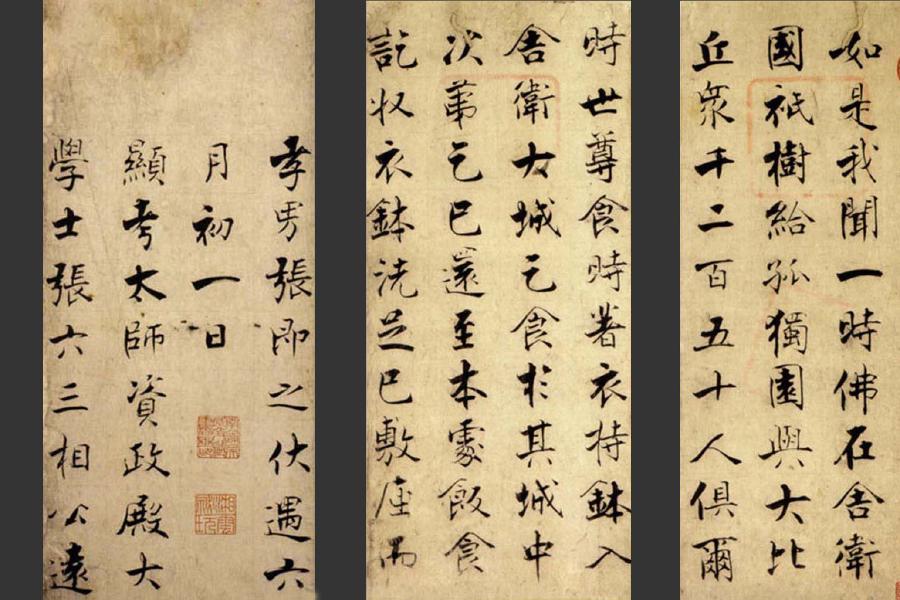 如是我聞一時佛在舍衛
國祇樹給孤獨園與大比
丘衆千二百五十人俱爾
時世尊食時著衣持鉢入
舍衛大城乞食於其城中
次第乞已還至本處飯食
訖收衣鉢洗足已敷座而
孝男張即之伏遇六
月初一日
顯考太師資政殿大
學士張六三相公遠